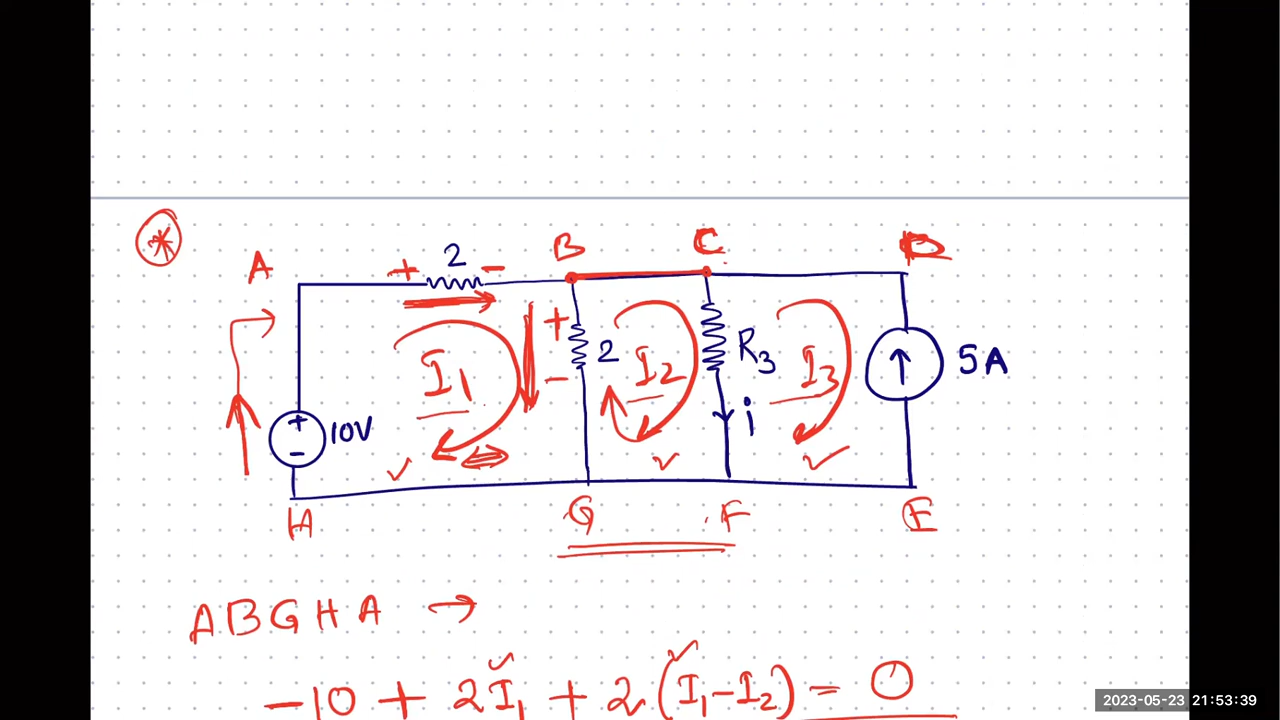 *
A
+ 2 -
B
C
D
+
-
2
I1
I2
R3
I3
i
5A
+
-
10V
H
G
F
E
ABGHA →
-10 + 2I1 + 2(I1-I2) = 0
2023-05-23 21:53:39